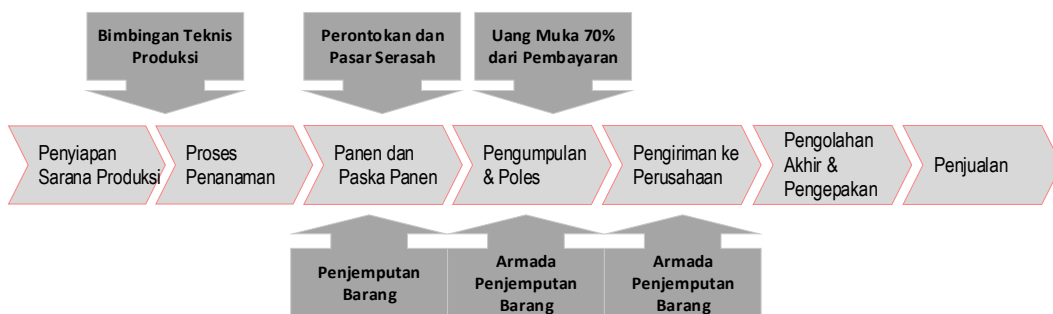 Bimbingan Teknis
Produksi
Perontokan dan
Pasar Serasah
Uang Muka 70%
dari Pembayaran
Penyiapan
Sarana Produksi
Proses
Penanaman
Panen dan
Paska Panen
Pengumpulan
& Poles
Pengiriman ke
Perusahaan
Pengolahan
Akhir &
Pengepakan
Penjualan
Penjemputan
Barang
Armada
Penjemputan
Barang
Armada
Penjemputan
Barang